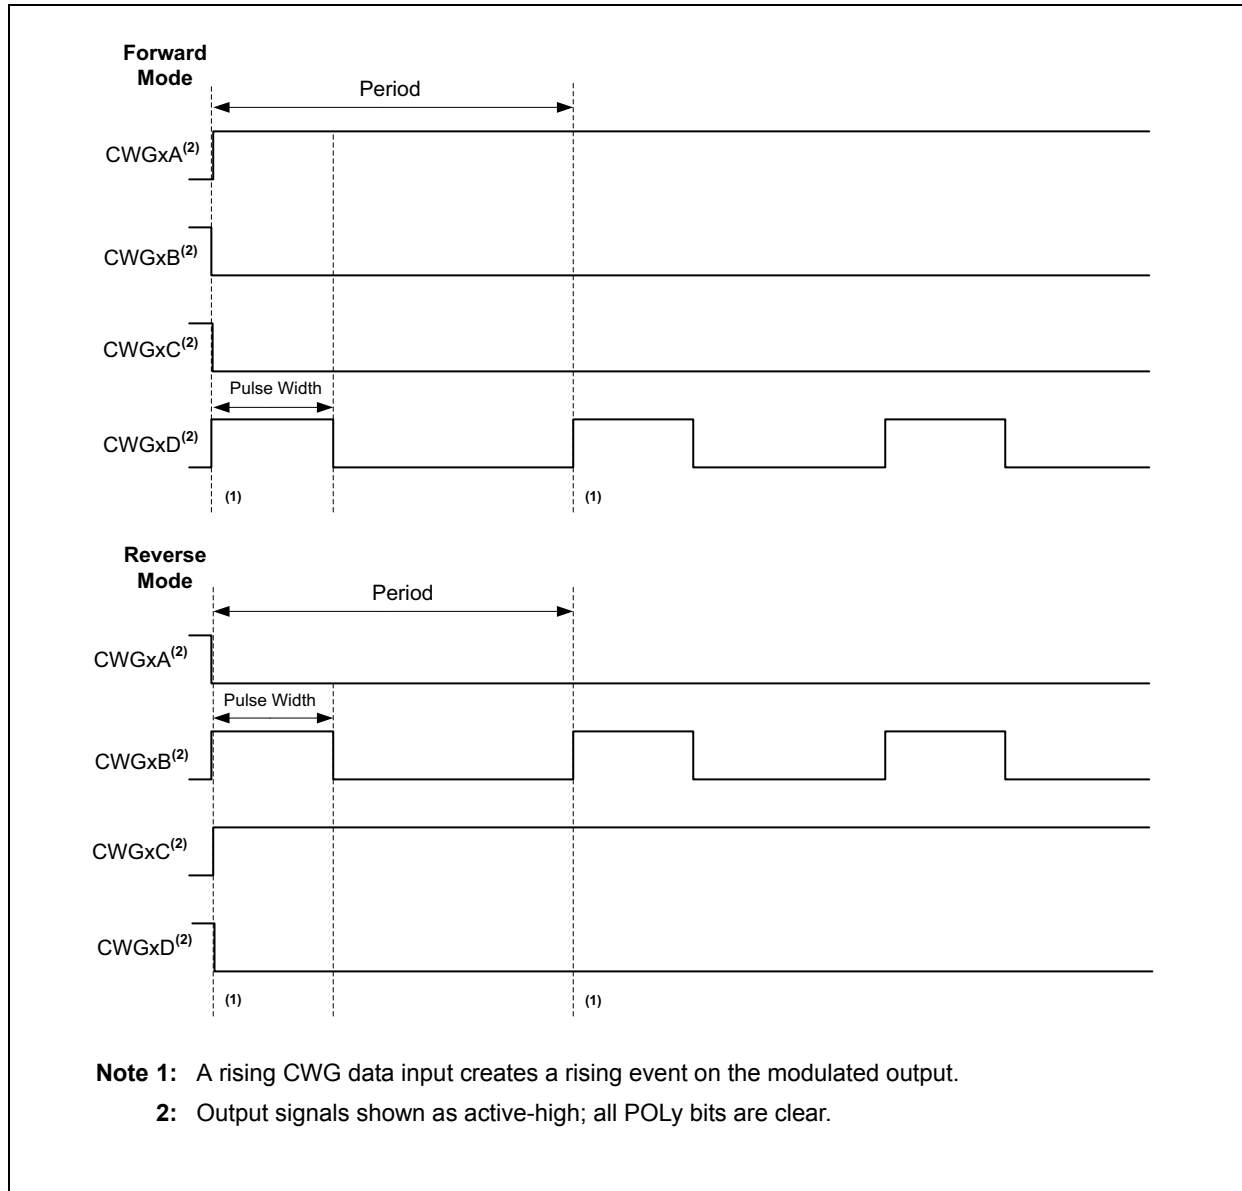 Forward
Mode
Period
CWGxA(2)
CWGxB(2)
CWGxC(2)
Pulse Width
CWGxD(2)
(1) (1)
Reverse
Mode
Period
CWGxA(2)
Pulse Width
CWGxB(2)
CWGxC(2)
CWGxD(2)
(1) (1)
Note 1: A rising CWG data input creates a rising event on the modulated output.
2: Output signals shown as active-high; all POLy bits are clear.